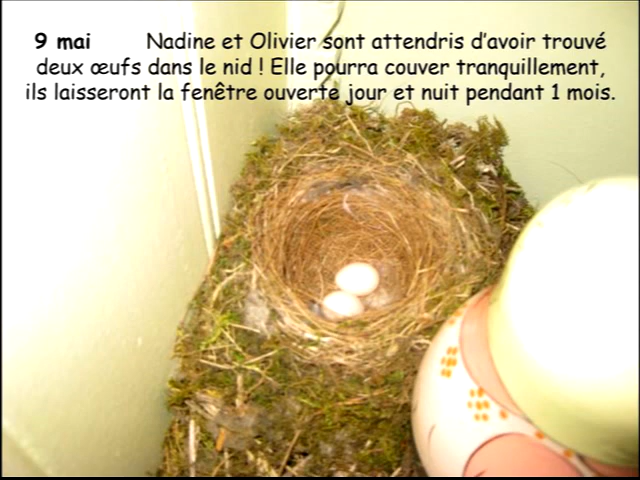 9 mai Nadine et Olivier sont attendris d'avoir trouvé
deux œufs dans le nid ! Elle pourra couver tranquillement,
ils laisseront la fenêtre ouverte jour et nuit pendant 1 mois.